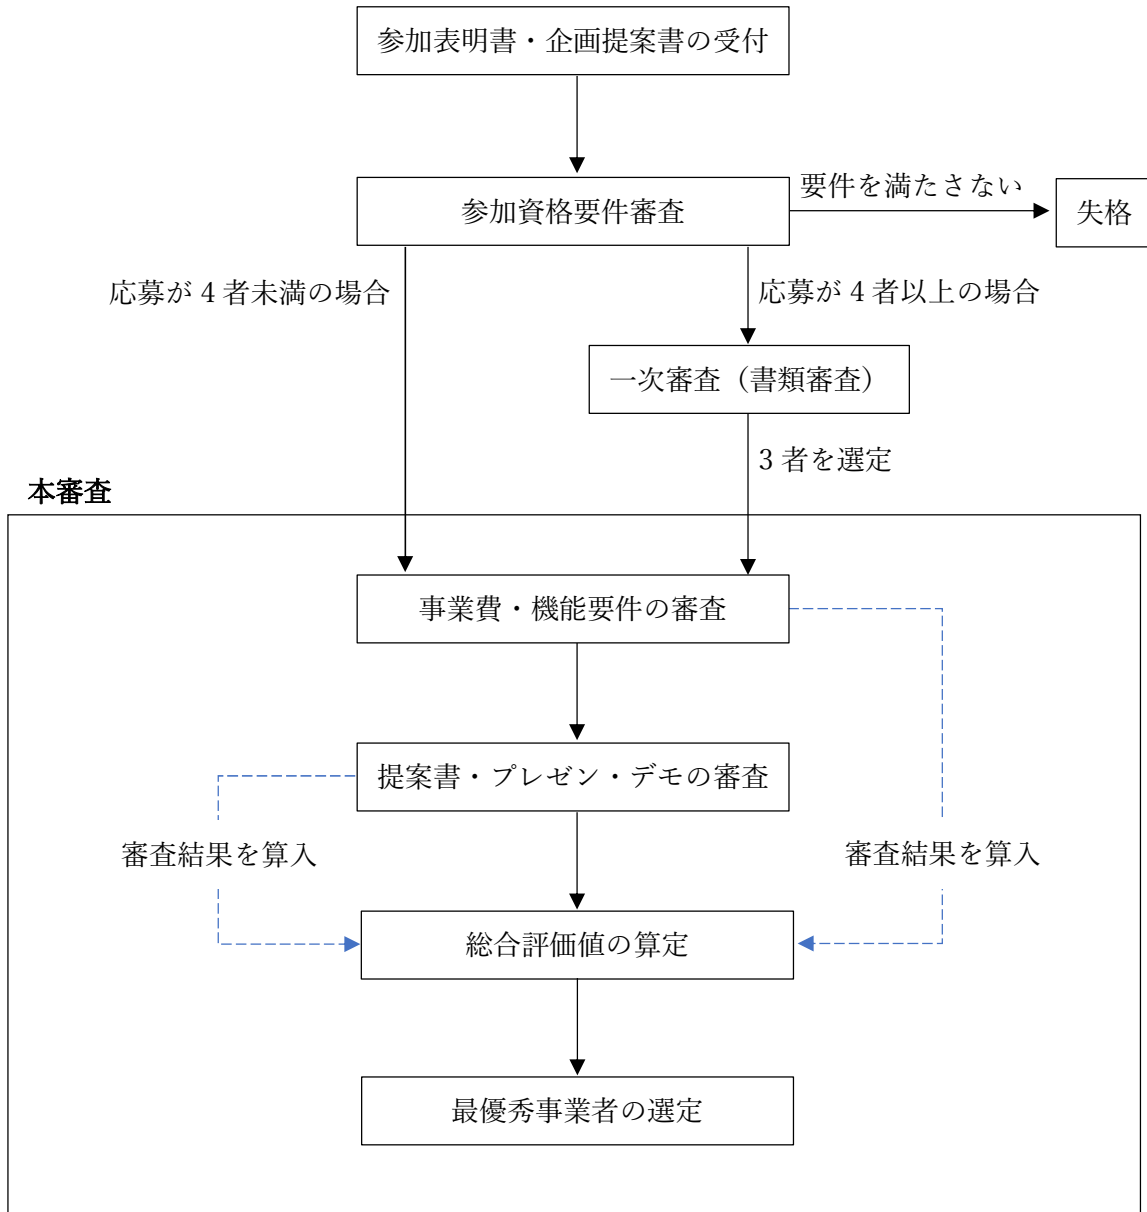 参加表明書・企画提案書の受付
要件を満たさない
参加資格要件審査
失格
応募が 4 者未満の場合
応募が 4 者以上の場合
一次審査（書類審査）
3 者を選定
本審査
事業費・機能要件の審査
提案書・プレゼン・デモの審査
審査結果を算入
審査結果を算入
総合評価値の算定
最優秀事業者の選定